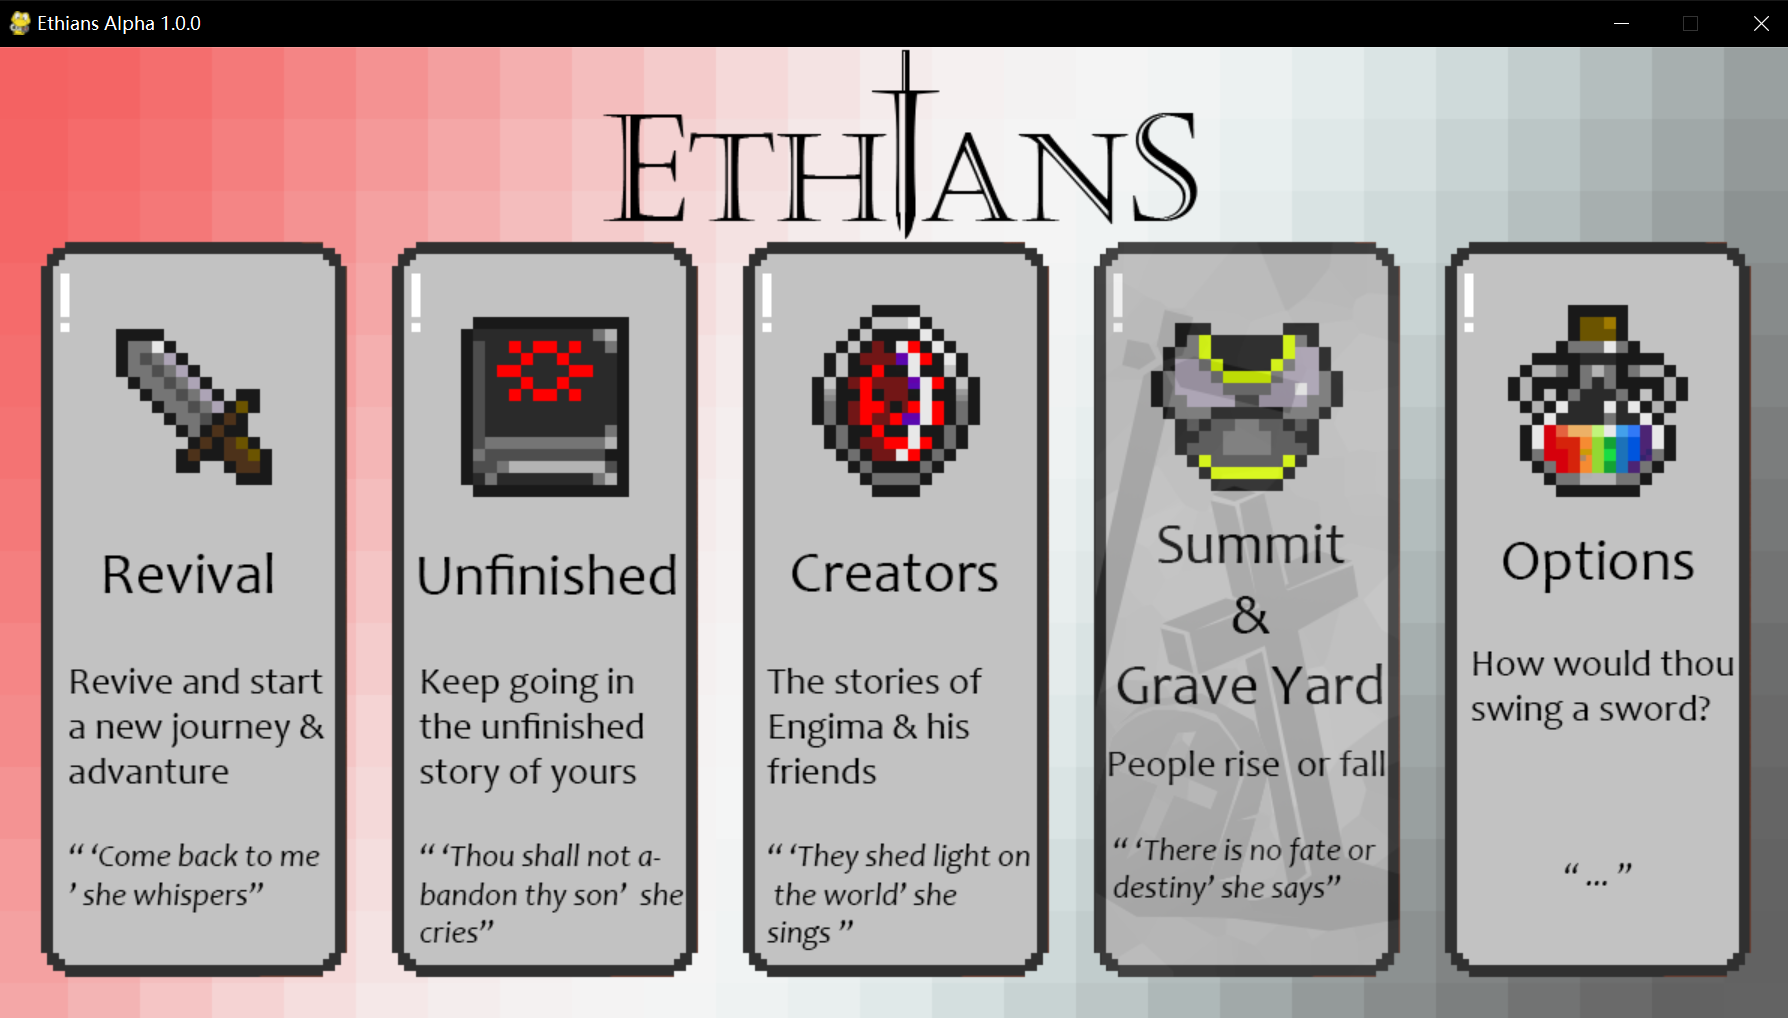 Ethians Alpha 1.0.0
ETHIANS
!
Revival
Revive and start
a new journey &
advanture
“ ‘Come back to me
’ she whispers”
!
Unfinished
Keep going in
the unfinished
story of yours
“ ‘Thou shall not a-
bandon thy son’ she
cries”
!
Creators
The stories of
Engima & his
friends
“ ‘They shed light on
the world’ she
sings ”
!
Summit
&
Grave Yard
People rise or fall
“ ‘There is no fate or
destiny’ she says”
!
Options
How would thou
swing a sword?
“ ... ”